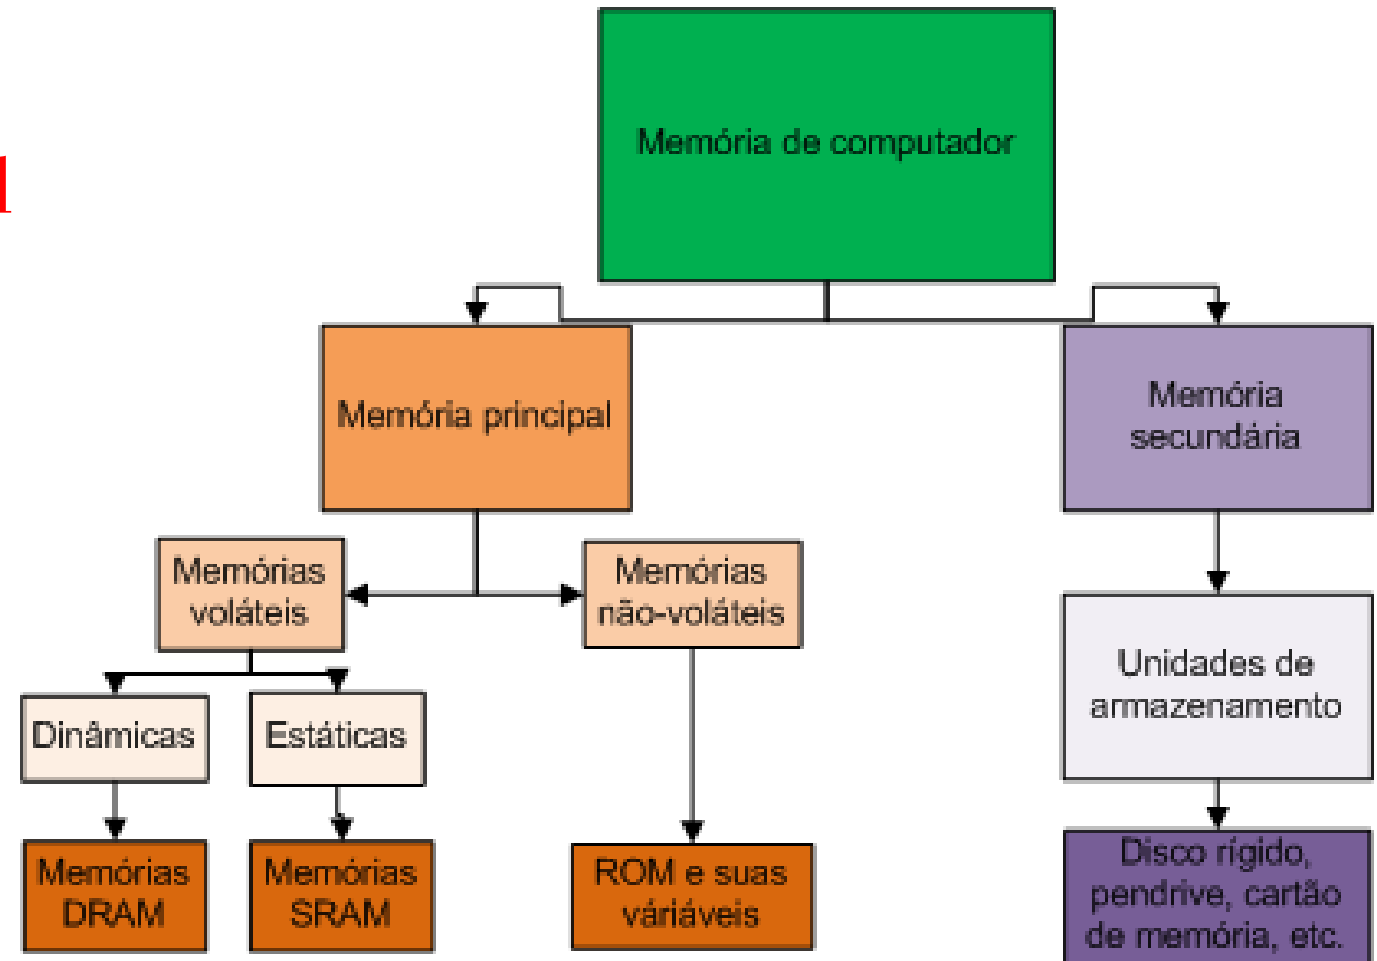 Memória de computador
Memória principal
Memória
secundária
Memórias
voláteis
Memórias
não-voláteis
Unidades de
armazenamento
Dinâmicas
Estáticas
Memórias
DRAM
Memórias
SRAM
ROM e suas
váriáveis
Disco rígido,
pendrive, cartão
de memória, etc.